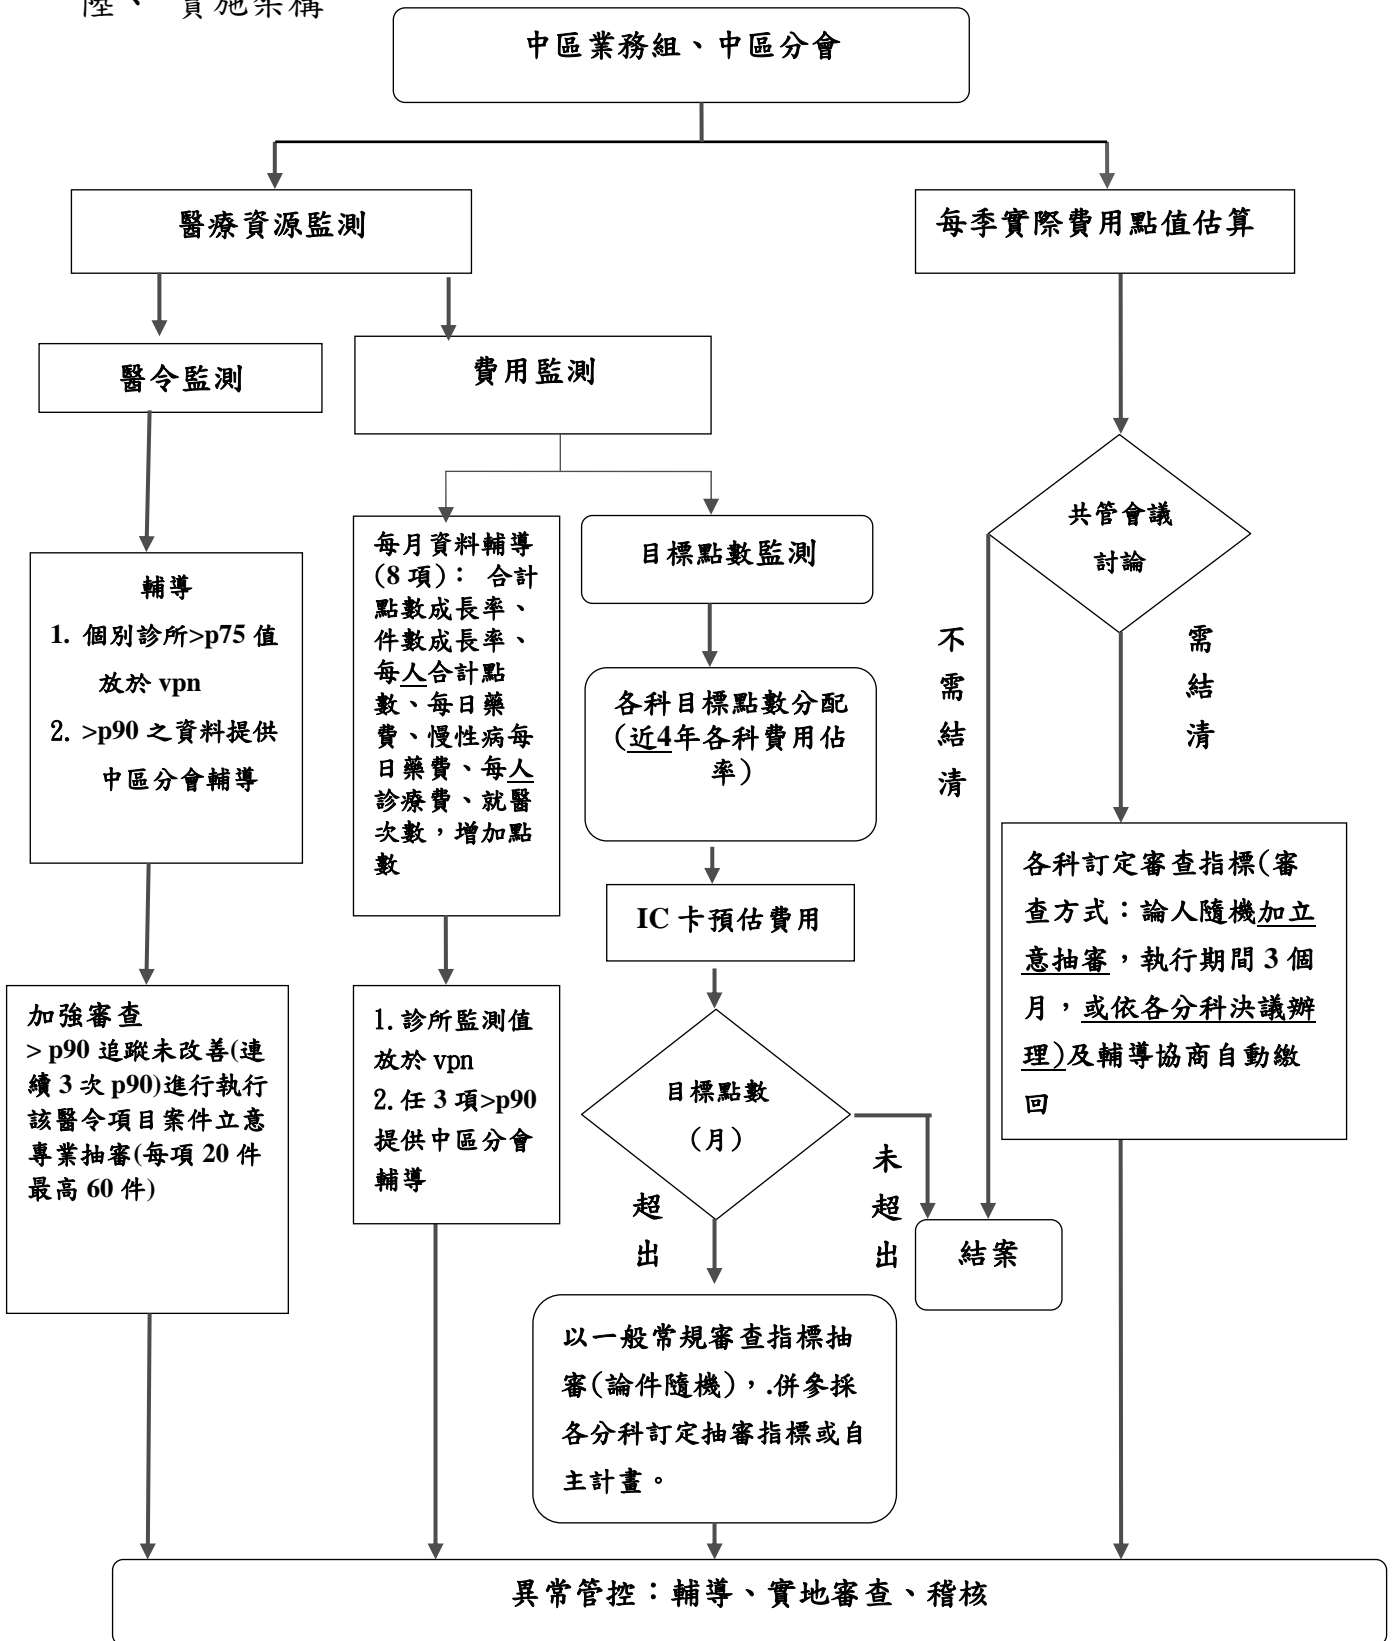 陸、 實施架構
中區業務組、中區分會
醫療資源監測
每季實際費用點值估算
醫令監測
費用監測
輔導
1. 個別診所>p75 值
放於 vpn
2. >p90 之資料提供
中區分會輔導
加強審查
> p90 追蹤未改善(連
續 3 次 p90)進行執行
該醫令項目案件立意
專業抽審(每項 20 件
最高 60 件)
每月資料輔導
(8 項)： 合計
點數成長率、
件數成長率、
每人合計點
數、每日藥
費、慢性病每
日藥費、每人
診療費、就醫
次數，增加點
數
1. 診所監測值
放於 vpn
2. 任 3 項>p90
提供中區分會
輔導
目標點數監測
各科目標點數分配
(近4年各科費用佔
率)
IC 卡預估費用
目標點數
(月)
超
出
未
超
出
以一般常規審查指標抽
審(論件隨機)，.併參採
各分科訂定抽審指標或自
主計畫。
共管會議
討論
不
需
結
清
需
結
清
結案
各科訂定審查指標(審
查方式：論人隨機加立
意抽審，執行期間 3 個
月，或依各分科決議辦
理)及輔導協商自動繳
回
異常管控：輔導、實地審查、稽核